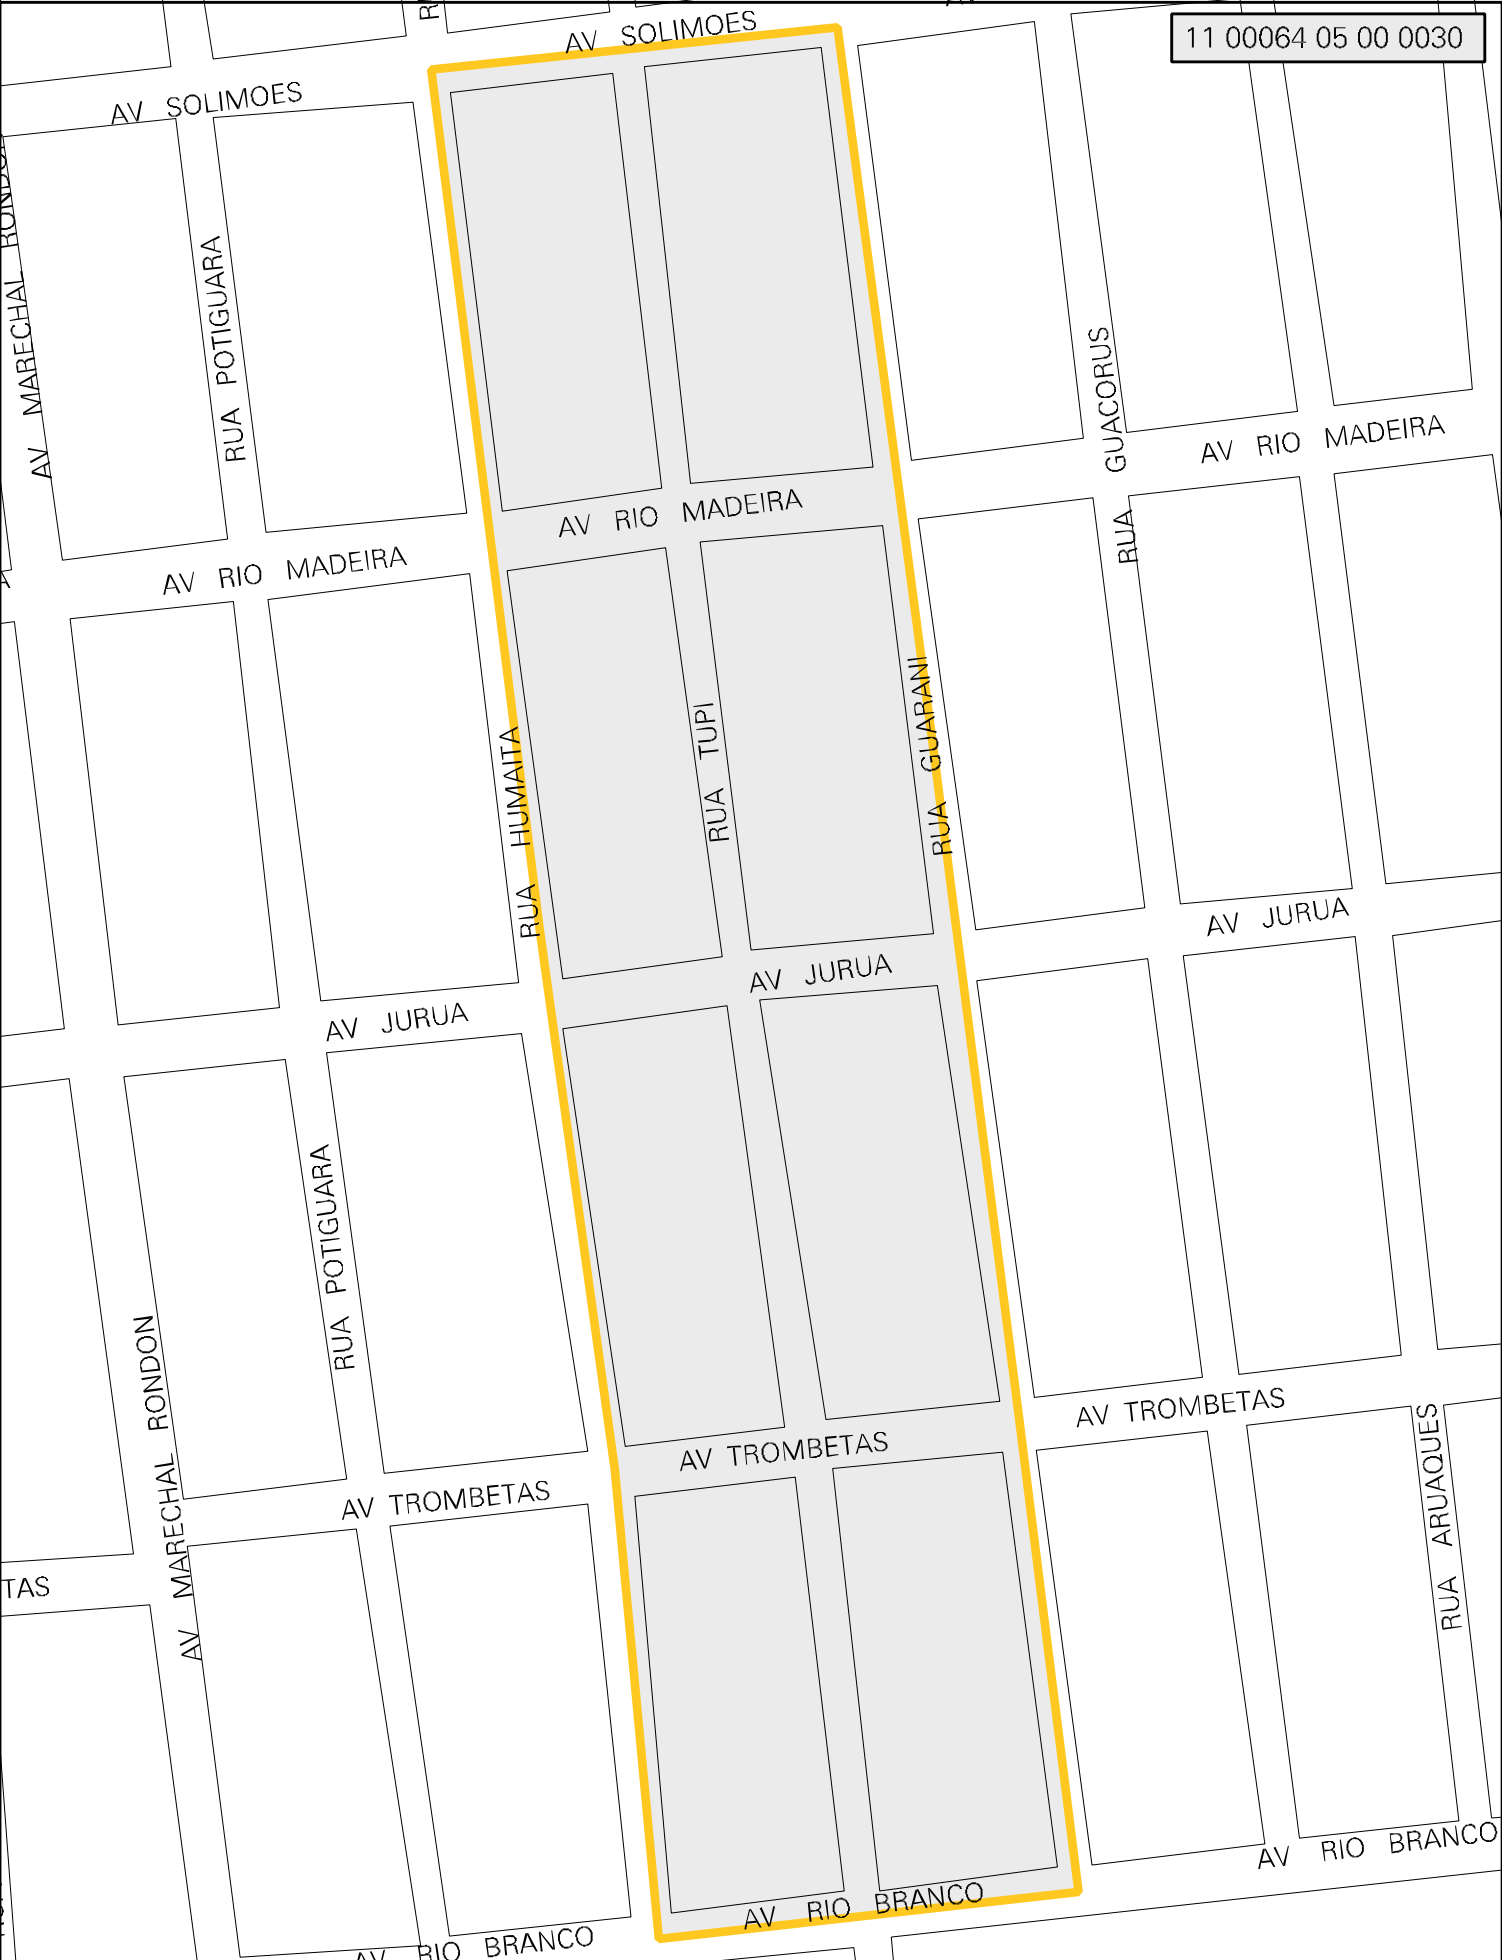 AV SOLIMOES
11 00064 05 00 0030
AV SOLIMOES
AV MARECHAL RONDON
RUA POTIGUARA
RUA GUACORUS
AV RIO MADEIRA
AV RIO MADEIRA
AV RIO MADEIRA
RUA HUMAITA
RUA TUPI
RUA GUARANI
AV JURUA
AV JURUA
AV JURUA
RUA POTIGUARA
AV MARECHAL RONDON
AV TROMBETAS
AV TROMBETAS
AV TROMBETAS
TAS
RUA ARUAQUES
AV RIO BRANCO
AV RIO BRANCO
AV RIO BRANCO